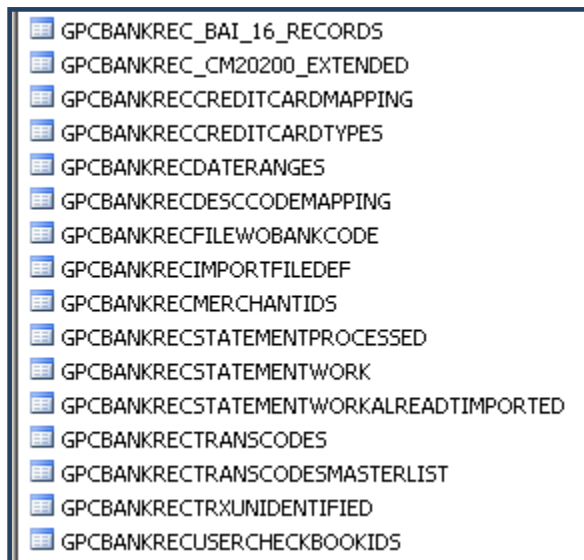 GPCBANKREC_BAI_16_RECORDS
GPCBANKREC_CM20200_EXTENDED
GPCBANKRECCREDITCARDMAPPING
GPCBANKRECCREDITCARDTYPES
GPCBANKRECDATERANGES
GPCBANKRECDESCCODEMAPPING
GPCBANKRECFILEWOBANKCODE
GPCBANKRECIMPORTFILEDEF
GPCBANKRECMERCHANTIDS
GPCBANKRECSTATEMENTPROCESSED
GPCBANKRECSTATEMENTWORK
GPCBANKRECSTATEMENTWORKALREADTIMPORTED
GPCBANKRECTRANSCODES
GPCBANKRECTRANSCODESMASTERLIST
GPCBANKRECTRXUNIDENTIFIED
GPCBANKRECUSERCHECKBOOKIDS